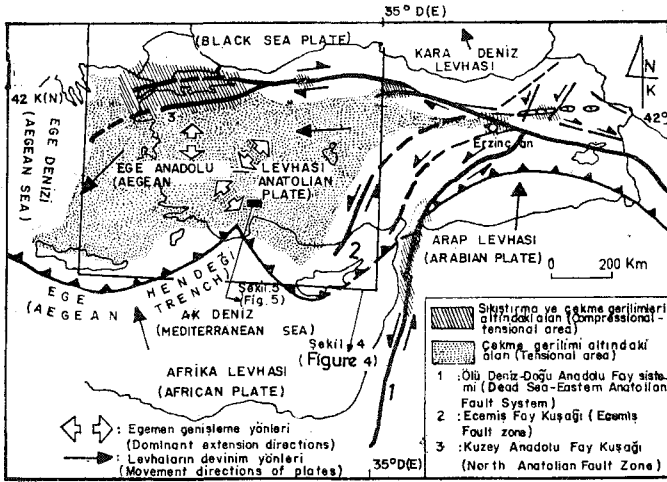 35° D(E)
(BLACK SEA PLATE)
KARA DENİZ
LEVHASI
N
K
42 K(N)
42°
3
Erzincan
EGE DENİZİ
(AEGEAN SEA)
EGE ANADOLU
(AEGEAN
LEVHASI
ANATOLIAN
PLATE)
ARAP LEVHASI
(ARABIAN PLATE)
0 200 Km
2
EGE HENDEĞİ
(AEGEAN TRENCH)
Şekil.5
(Fig. 5)
AK DENİZ
(MEDITERRANEAN SEA)
Şekil.4
(Figure 4)
AFRİKA LEVHASI
(AFRICAN PLATE)
1
35° D(E)
: Egemen genişleme yönleri
(Dominant extension directions)
: Levhaların devinim yönleri
(Movement directions of plates)
Sıkıştırma ve çekme gerilimleri
altındaki alan (Compressional-
tensional area)
Çekme gerilimi altındaki
alan (Tensional area)
1 : Ölü Deniz-Doğu Anadolu Fay siste-
mi (Dead Sea-Eastern Anatolian
Fault System)
2 : Ecemiş Fay Kuşağı (Ecemiş
Fault zone)
3 : Kuzey Anadolu Fay Kuşağı
(North Anatolian Fault Zone)